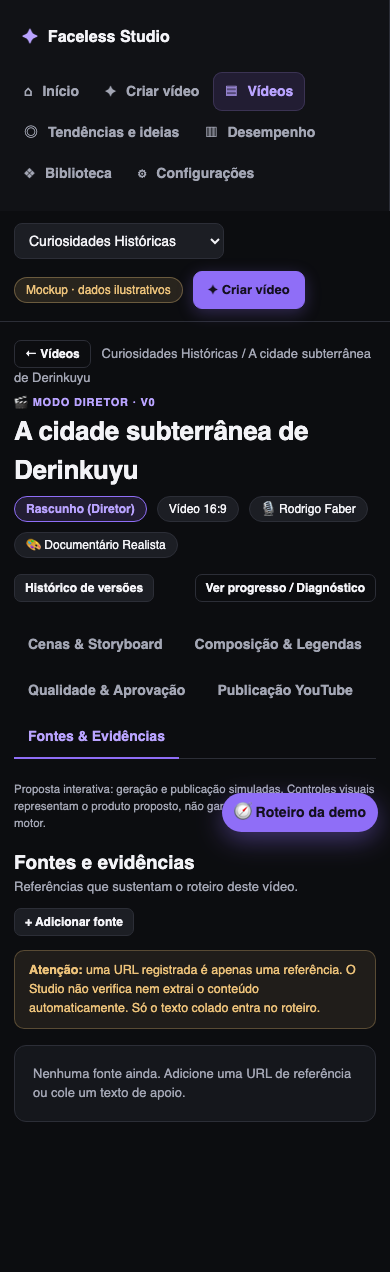 Faceless Studio
Início
Criar vídeo
Vídeos
Tendências e ideias
Desempenho
Biblioteca
Configurações
Curiosidades Históricas
Mockup · dados ilustrativos
✦ Criar vídeo
← Vídeos
Curiosidades Históricas / A cidade subterrânea
de Derinkuyu
🎬 MODO DIRETOR · V0
A cidade subterrânea de
Derinkuyu
Rascunho (Diretor)
Vídeo 16:9
🎙️ Rodrigo Faber
🎨 Documentário Realista
Histórico de versões
Ver progresso / Diagnóstico
Cenas & Storyboard
Composição & Legendas
Qualidade & Aprovação
Publicação YouTube
Fontes & Evidências
Proposta interativa: geração e publicação simuladas. Controles visuais
representam o produto proposto, não
motor.
🧭 Roteiro da demo
Fontes e evidências
Referências que sustentam o roteiro deste vídeo.
+ Adicionar fonte
Atenção: uma URL registrada é apenas uma referência. O
Studio não verifica nem extrai o conteúdo
automaticamente. Só o texto colado entra no roteiro.
Nenhuma fonte ainda. Adicione uma URL de referência
ou cole um texto de apoio.